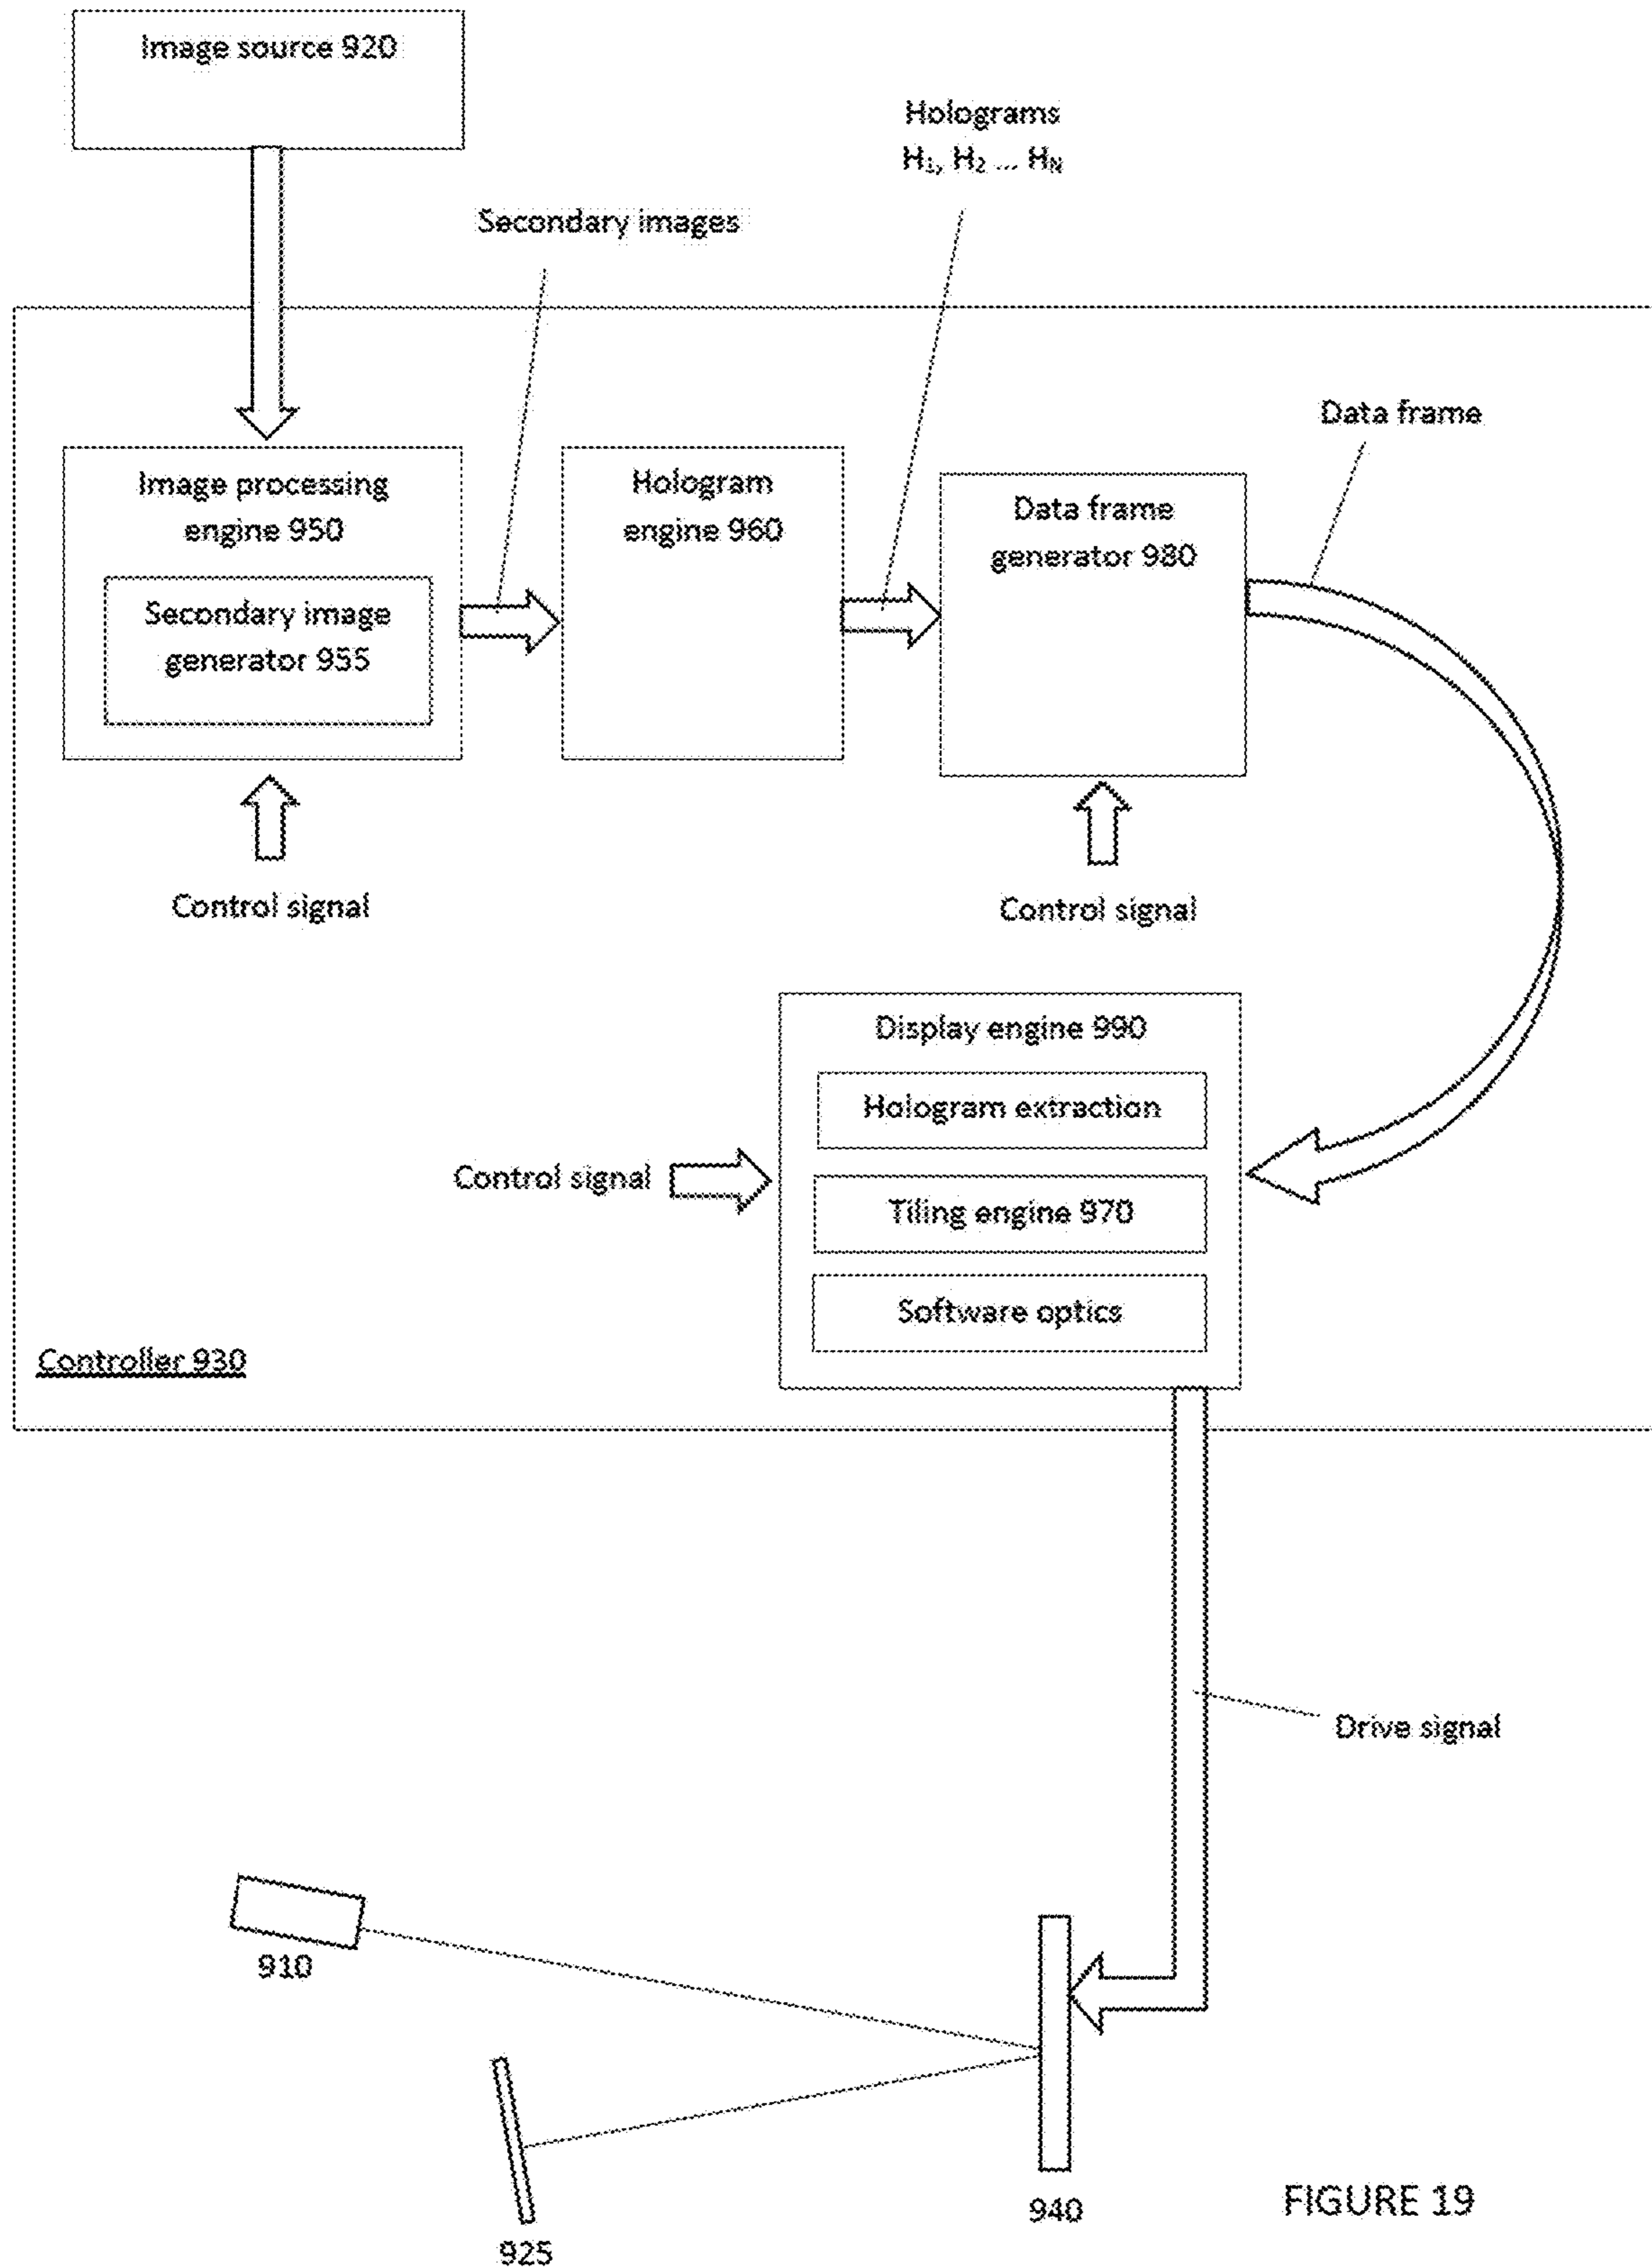 Image source 920
Holograms
H₁, H₂ ... Hₙ
Secondary images
Data frame
Image processing
engine 950
Secondary image
generator 955
Hologram
engine 960
Data frame
generator 980
Control signal
Control signal
Display engine 990
Hologram extraction
Control signal
Tiling engine 970
Software optics
Controller 930
Drive signal
910
925
940
FIGURE 19